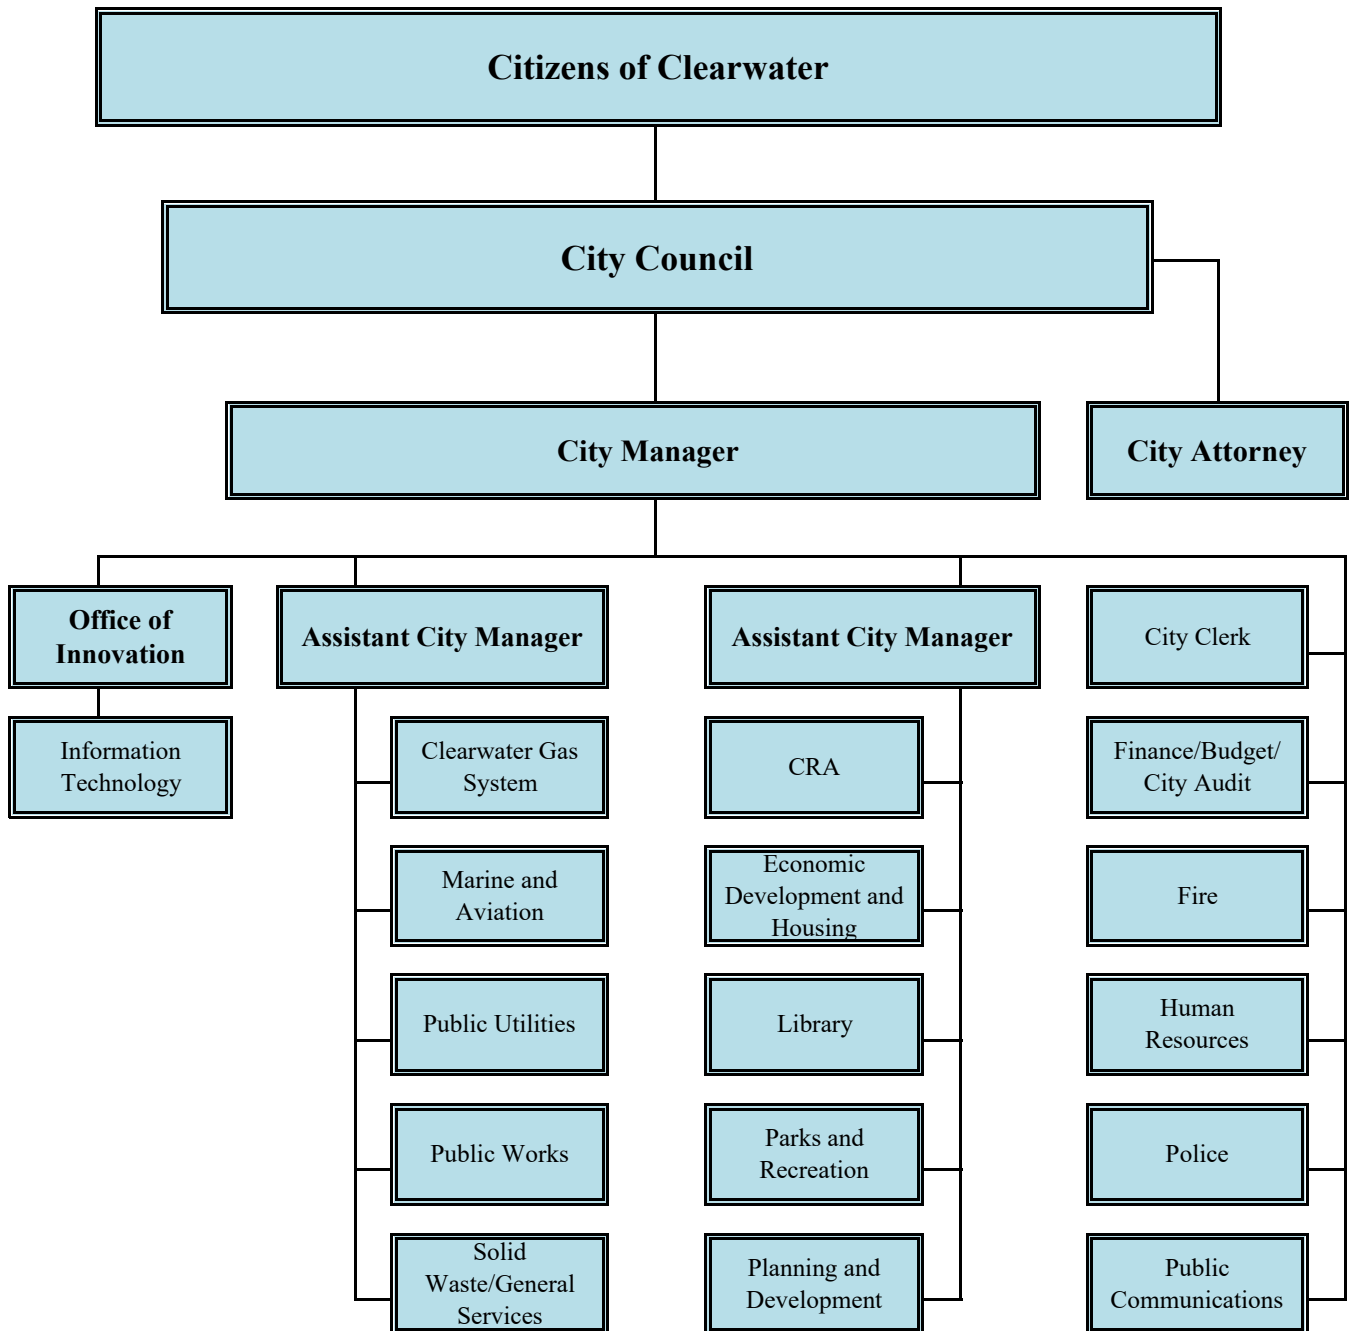 Citizens of Clearwater
City Council
City Manager
City Attorney
Office of
Innovation
Assistant City Manager
Assistant City Manager
City Clerk
Information
Technology
Clearwater Gas
System
CRA
Finance/Budget/
City Audit
Marine and
Aviation
Economic
Development and
Housing
Fire
Public Utilities
Library
Human
Resources
Public Works
Parks and
Recreation
Police
Solid
Waste/General
Services
Planning and
Development
Public
Communications